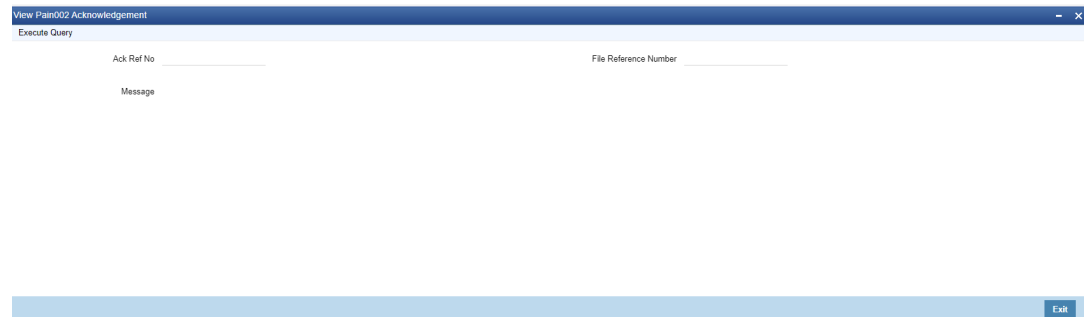 View Pain002 Acknowledgement
Execute Query
Ack Ref No File Reference Number
Message
Exit